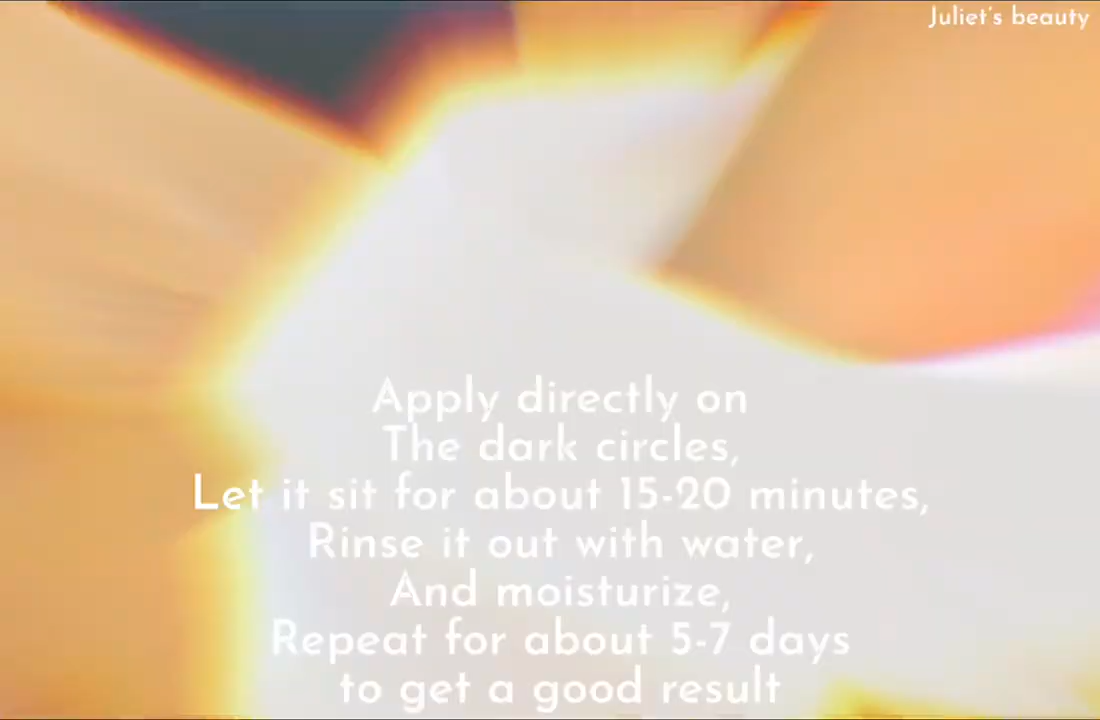 Juliet's beauty
Apply directly on
The dark circles,
Let it sit for about 15-20 minutes,
Rinse it out with water,
And moisturize,
Repeat for about 5-7 days
to get a good result